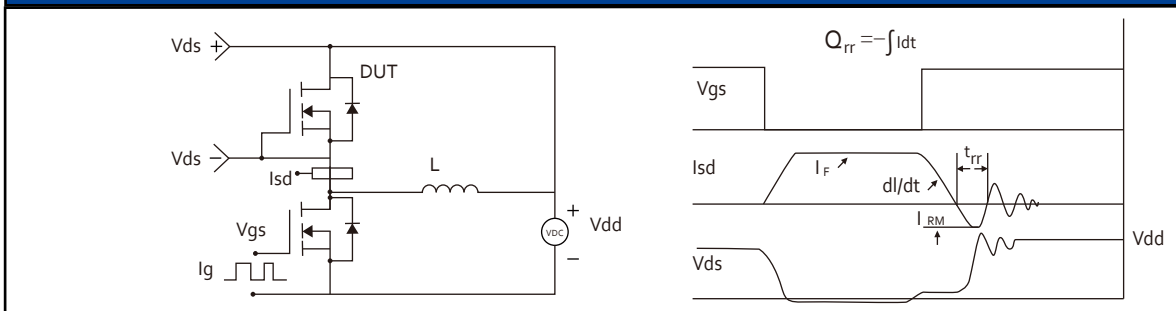 Vds +
DUT
Vds −
Isd
L
Vgs
Ig
+
VDC
−
Vdd
Qrr =−∫Idt
Vgs
Isd
IF
dI/dt
trr
IRM
Vds
Vdd